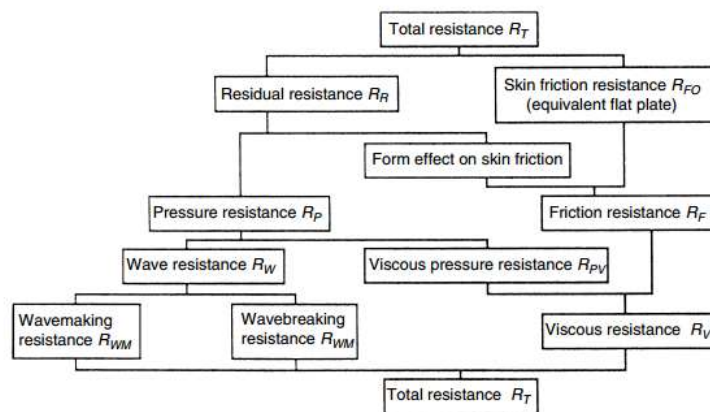 Total resistance R_T
Residual resistance R_R
Skin friction resistance R_FO
(equivalent flat plate)
Form effect on skin friction
Pressure resistance R_P
Friction resistance R_F
Wave resistance R_W
Viscous pressure resistance R_PV
Wavemaking
resistance R_WM
Wavebreaking
resistance R_WM
Viscous resistance R_V
Total resistance R_T